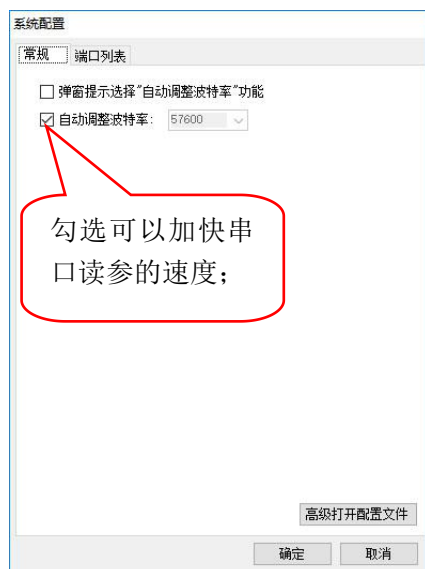 系统配置
常规 端口列表
弹窗提示选择"自动调整波特率"功能
自动调整波特率: 57600
勾选可以加快串
口读参的速度;
高级打开配置文件
确定 取消